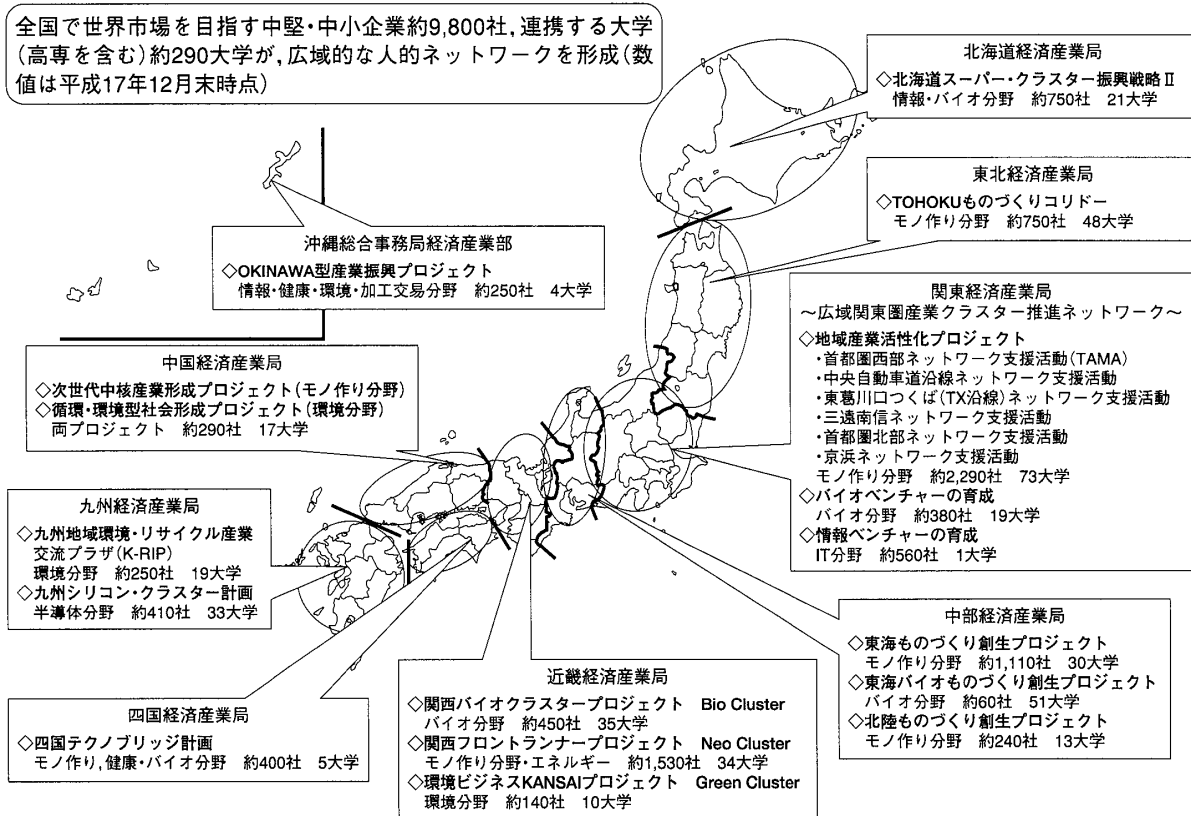 全国で世界市場を目指す中堅・中小企業約9,800社,連携する大学
(高専を含む)約290大学が,広域的な人的ネットワークを形成(数
値は平成17年12月末時点)
北海道経済産業局
◇北海道スーパー・クラスター振興戦略Ⅱ
情報・バイオ分野 約750社 21大学
東北経済産業局
◇TOHOKUものづくりコリドー
モノ作り分野 約750社 48大学
沖縄総合事務局経済産業部
◇OKINAWA型産業振興プロジェクト
情報・健康・環境・加工交易分野 約250社 4大学
関東経済産業局
~広域関東圏産業クラスター推進ネットワーク~
◇地域産業活性化プロジェクト
・首都圏西部ネットワーク支援活動(TAMA)
・中央自動車道沿線ネットワーク支援活動
・東葛川口つくば(TX沿線)ネットワーク支援活動
・三遠南信ネットワーク支援活動
・首都圏北部ネットワーク支援活動
・京浜ネットワーク支援活動
モノ作り分野 約2,290社 73大学
◇バイオベンチャーの育成
バイオ分野 約380社 19大学
◇情報ベンチャーの育成
IT分野 約560社 1大学
中国経済産業局
◇次世代中核産業形成プロジェクト(モノ作り分野)
◇循環・環境型社会形成プロジェクト(環境分野)
両プロジェクト 約290社 17大学
九州経済産業局
◇九州地域環境・リサイクル産業
交流プラザ(K-RIP)
環境分野 約250社 19大学
◇九州シリコン・クラスター計画
半導体分野 約410社 33大学
中部経済産業局
◇東海ものづくり創生プロジェクト
モノ作り分野 約1,110社 30大学
◇東海バイオものづくり創生プロジェクト
バイオ分野 約60社 51大学
◇北陸ものづくり創生プロジェクト
モノ作り分野 約240社 13大学
四国経済産業局
◇四国テクノブリッジ計画
モノ作り,健康・バイオ分野 約400社 5大学
近畿経済産業局
◇関西バイオクラスタープロジェクト Bio Cluster
バイオ分野 約450社 35大学
◇関西フロントランナープロジェクト Neo Cluster
モノ作り分野・エネルギー 約1,530社 34大学
◇環境ビジネスKANSAIプロジェクト Green Cluster
環境分野 約140社 10大学